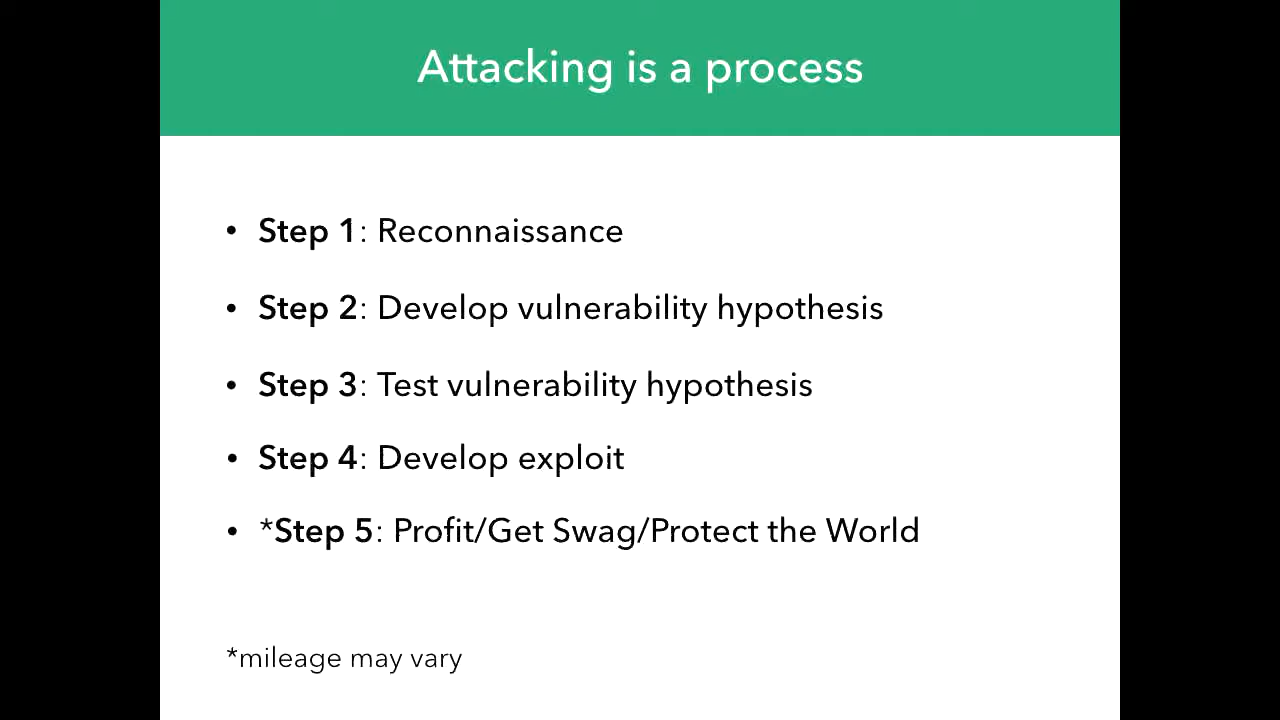 Attacking is a process
• Step 1: Reconnaissance
• Step 2: Develop vulnerability hypothesis
• Step 3: Test vulnerability hypothesis
• Step 4: Develop exploit
• *Step 5: Profit/Get Swag/Protect the World
*mileage may vary